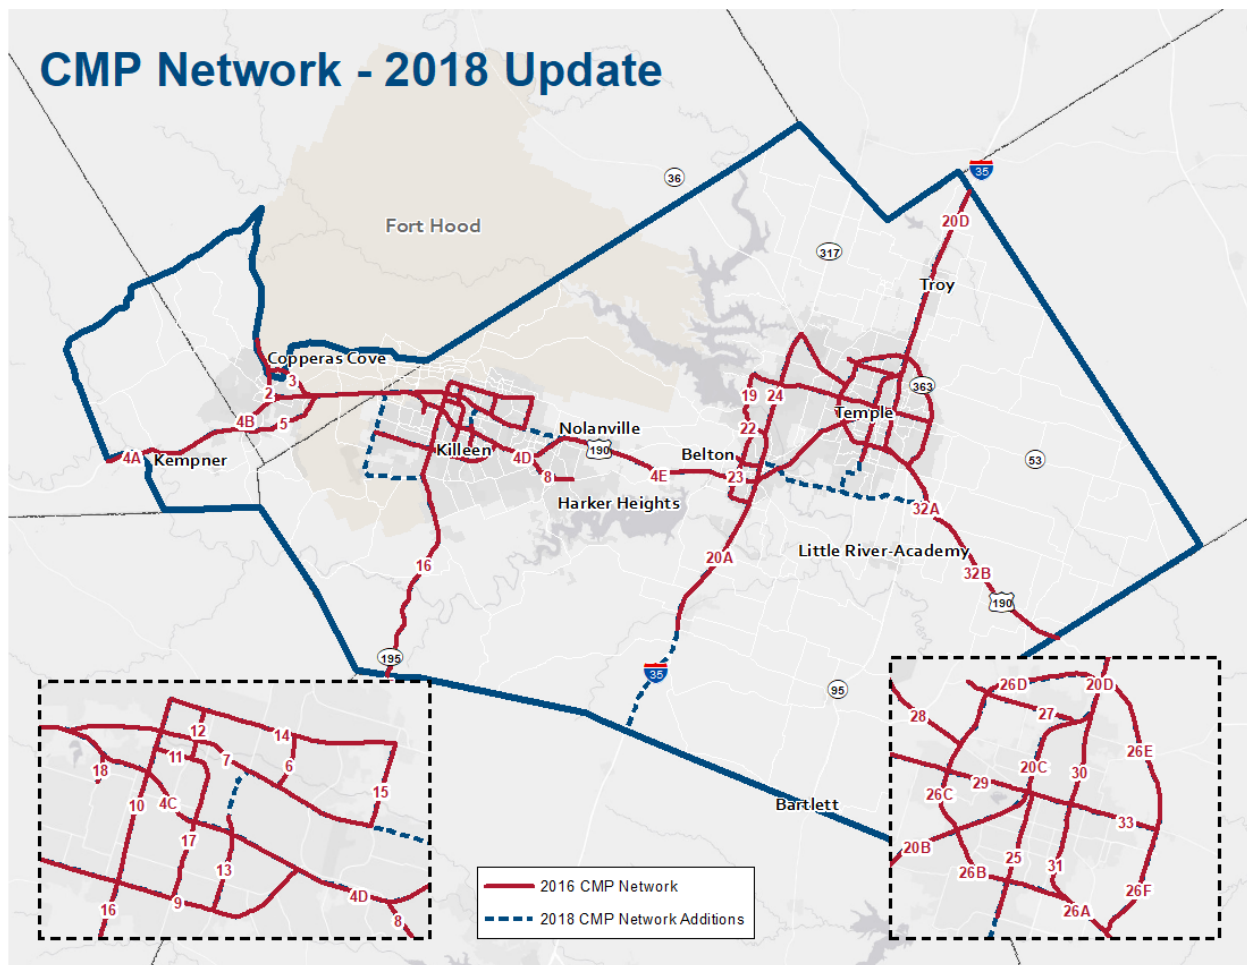 CMP Network - 2018 Update
35
36
20D
Fort Hood
317
Troy
Copperas Cove
3
363
2
19
24
Temple
4B
5
22
Nolanville
190
Killeen
4D
Belton
4A
Kempner
53
8
4E
23
Harker Heights
32A
Little River-Academy
16
20A
32B
190
195
35
95
Bartlett
12
14
11
7
6
18
10
4C
15
17
13
16
9
4D
8
26D
20D
28
27
26E
20C
30
29
26C
33
20B
25
31
26B
26A
26F
2016 CMP Network
2018 CMP Network Additions